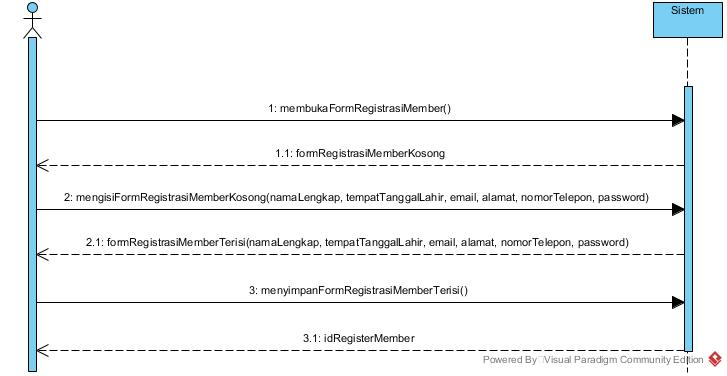 Sistem
1: membukaFormRegistrasiMember()
1.1: formRegistrasiMemberKosong
2: mengisiFormRegistrasiMemberKosong(namaLengkap, tempatTanggalLahir, email, alamat, nomorTelepon, password)
2.1: formRegistrasiMemberTerisi(namaLengkap, tempatTanggalLahir, email, alamat, nomorTelepon, password)
3: menyimpanFormRegistrasiMemberTerisi()
3.1: idRegisterMember
Powered By Visual Paradigm Community Edition